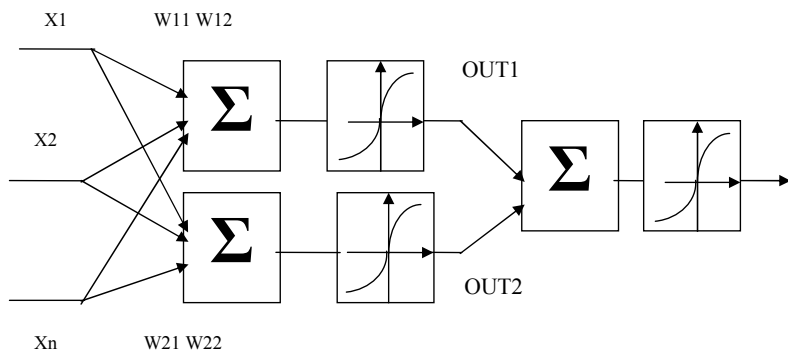 X1
W11 W12
Σ
OUT1
X2
Σ
Σ
OUT2
Xn
W21 W22